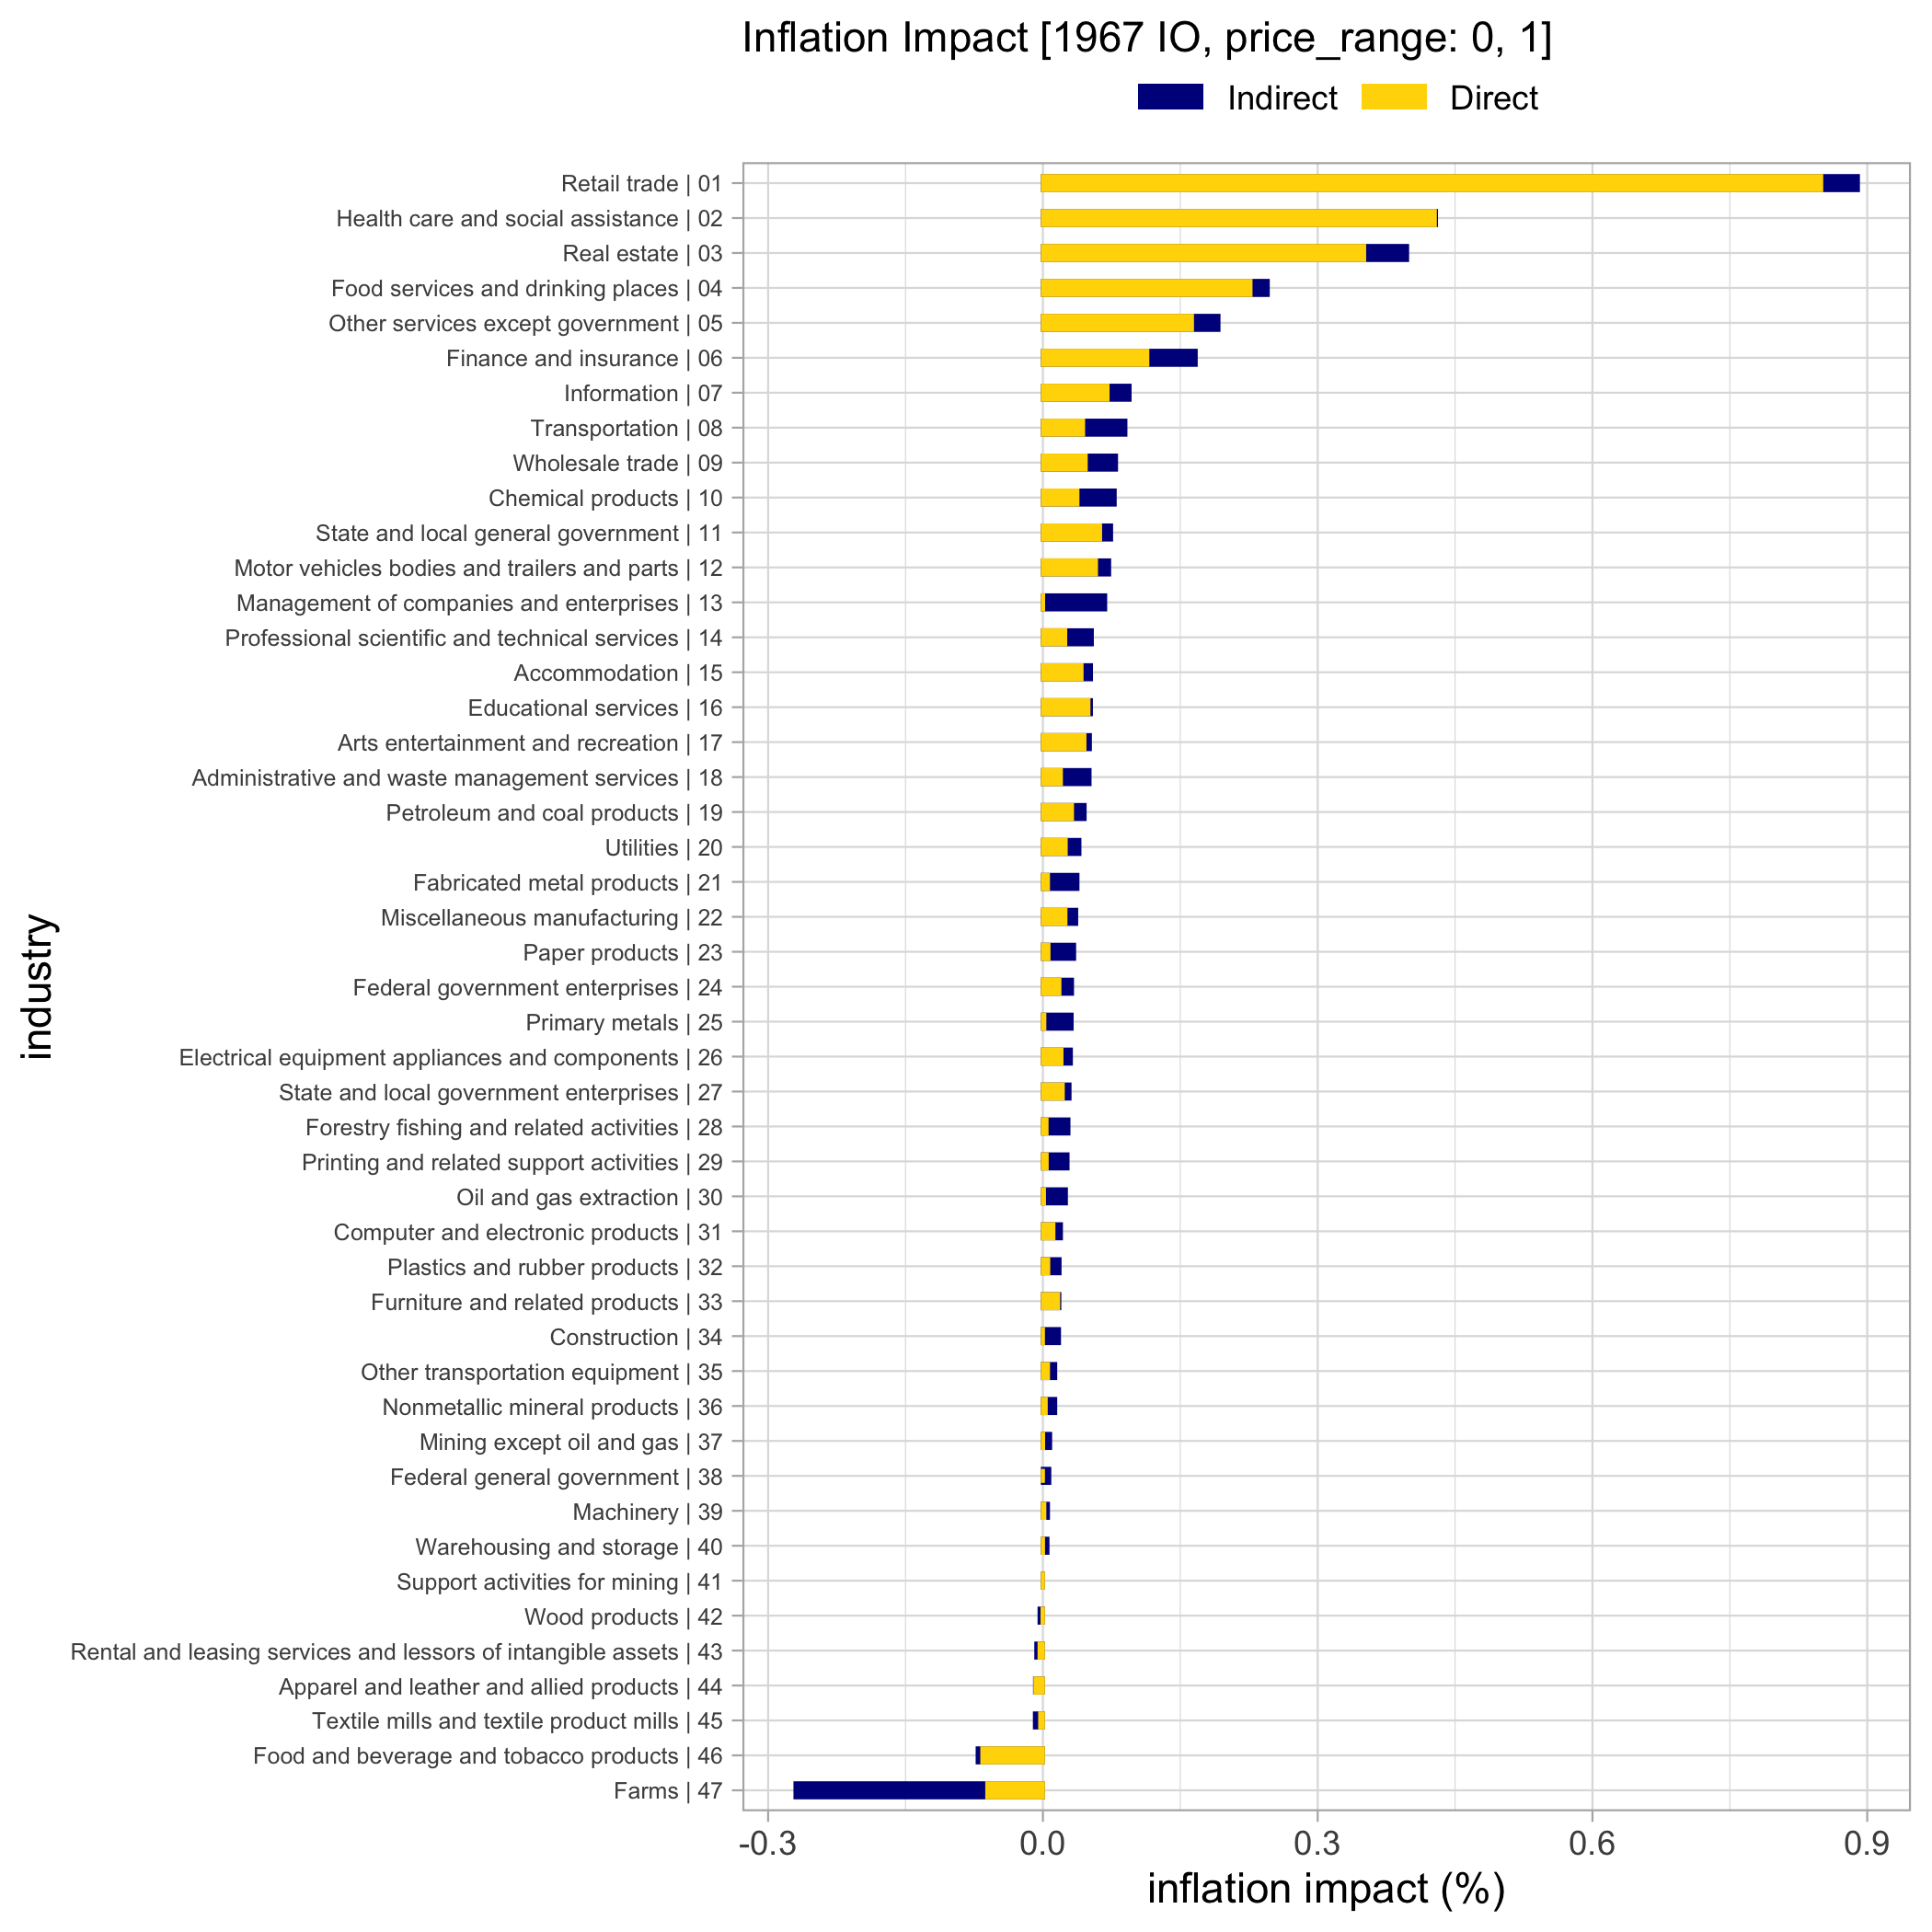 Inflation Impact [1967 IO, price_range: 0, 1]
Indirect
Direct
Retail trade | 01
Health care and social assistance | 02
Real estate | 03
Food services and drinking places | 04
Other services except government | 05
Finance and insurance | 06
Information | 07
Transportation | 08
Wholesale trade | 09
Chemical products | 10
State and local general government | 11
Motor vehicles bodies and trailers and parts | 12
Management of companies and enterprises | 13
Professional scientific and technical services | 14
Accommodation | 15
Educational services | 16
Arts entertainment and recreation | 17
Administrative and waste management services | 18
Petroleum and coal products | 19
Utilities | 20
Fabricated metal products | 21
Miscellaneous manufacturing | 22
Paper products | 23
Federal government enterprises | 24
Primary metals | 25
Electrical equipment appliances and components | 26
State and local government enterprises | 27
Forestry fishing and related activities | 28
Printing and related support activities | 29
Oil and gas extraction | 30
Computer and electronic products | 31
Plastics and rubber products | 32
Furniture and related products | 33
Construction | 34
Other transportation equipment | 35
Nonmetallic mineral products | 36
Mining except oil and gas | 37
Federal general government | 38
Machinery | 39
Warehousing and storage | 40
Support activities for mining | 41
Wood products | 42
Rental and leasing services and lessors of intangible assets | 43
Apparel and leather and allied products | 44
Textile mills and textile product mills | 45
Food and beverage and tobacco products | 46
Farms | 47
industry
-0.3 0.0 0.3 0.6 0.9
inflation impact (%)